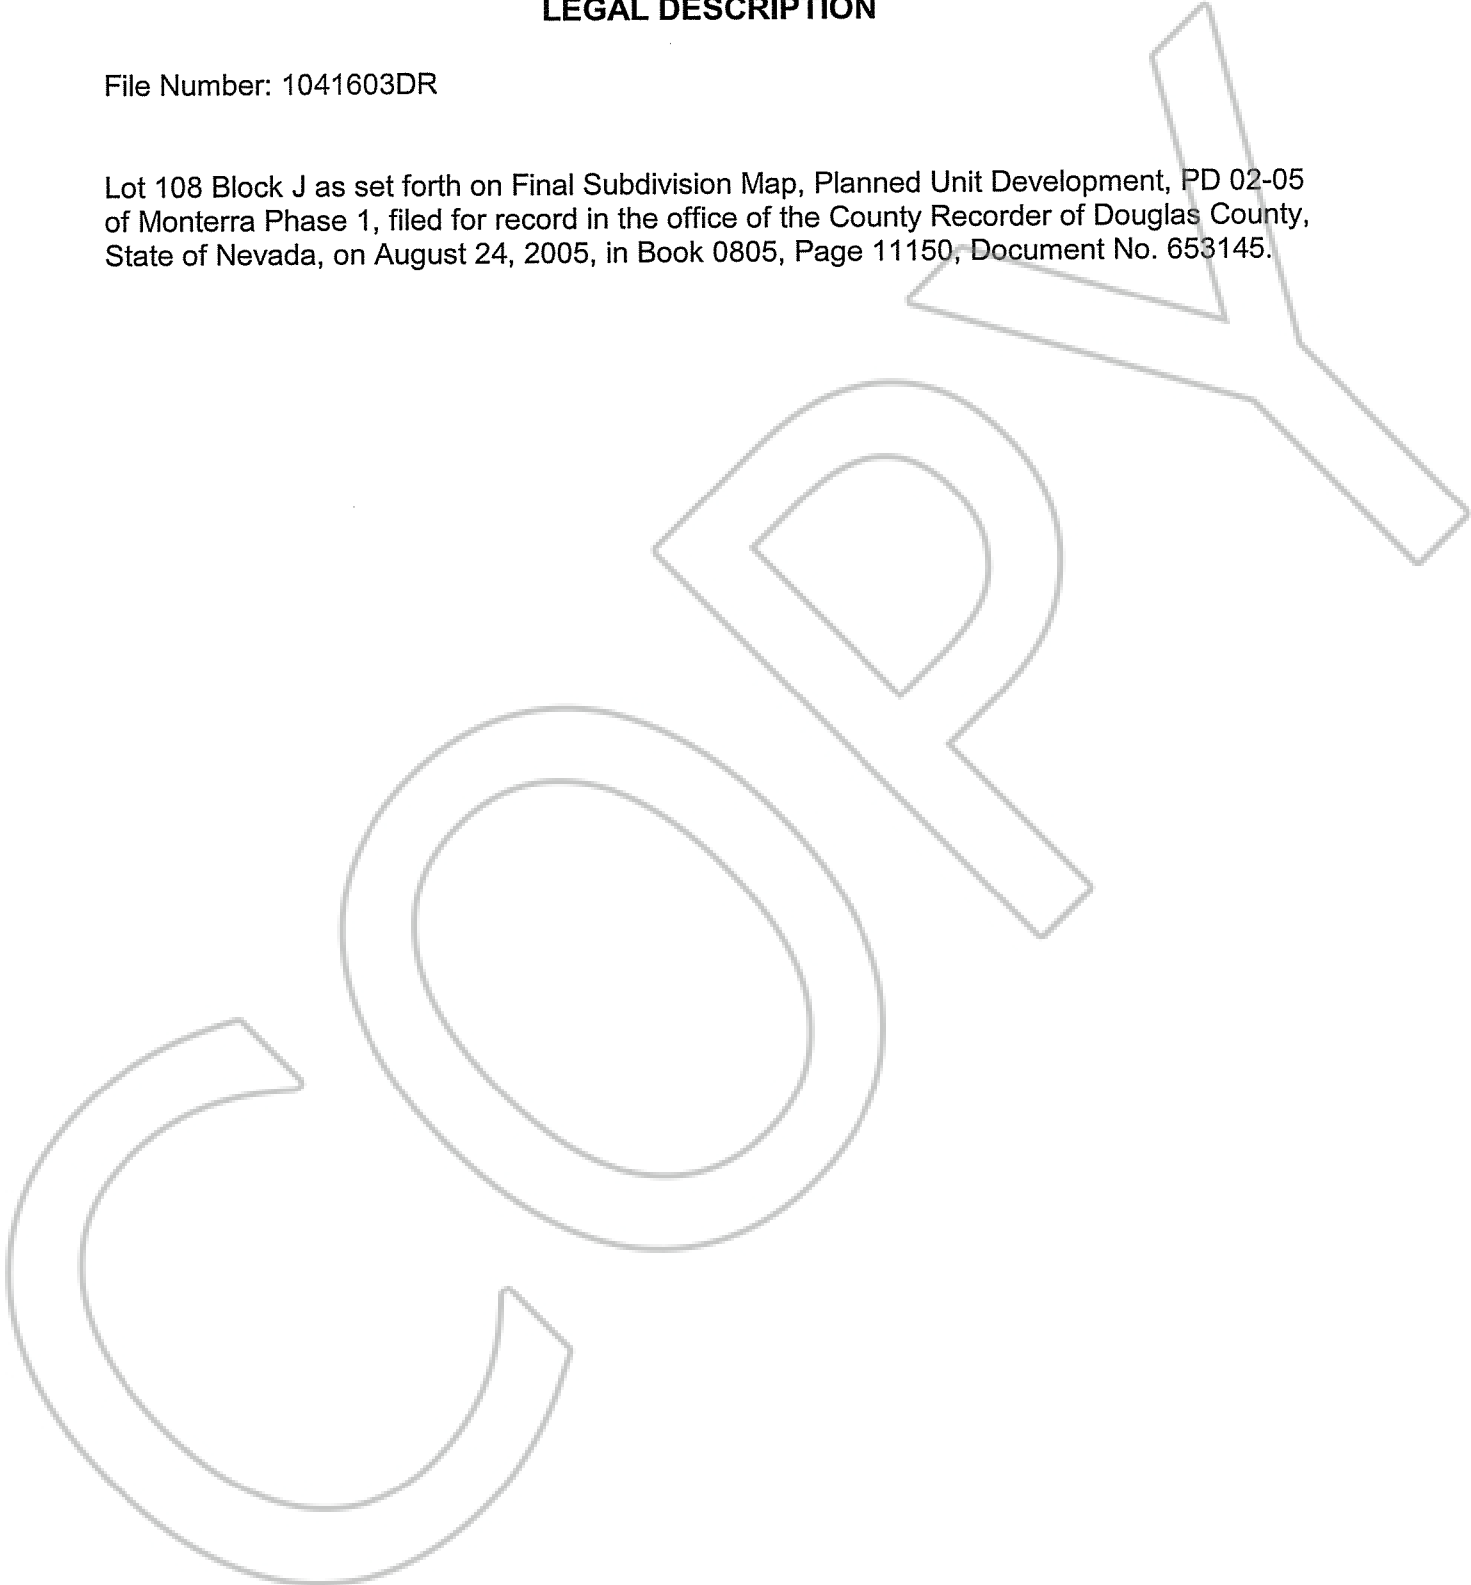 LEGAL DESCRIPTION
File Number: 1041603DR
Lot 108 Block J as set forth on Final Subdivision Map, Planned Unit Development, PD 02-05
of Monterra Phase 1, filed for record in the office of the County Recorder of Douglas County,
State of Nevada, on August 24, 2005, in Book 0805, Page 11150, Document No. 653145.
COPY